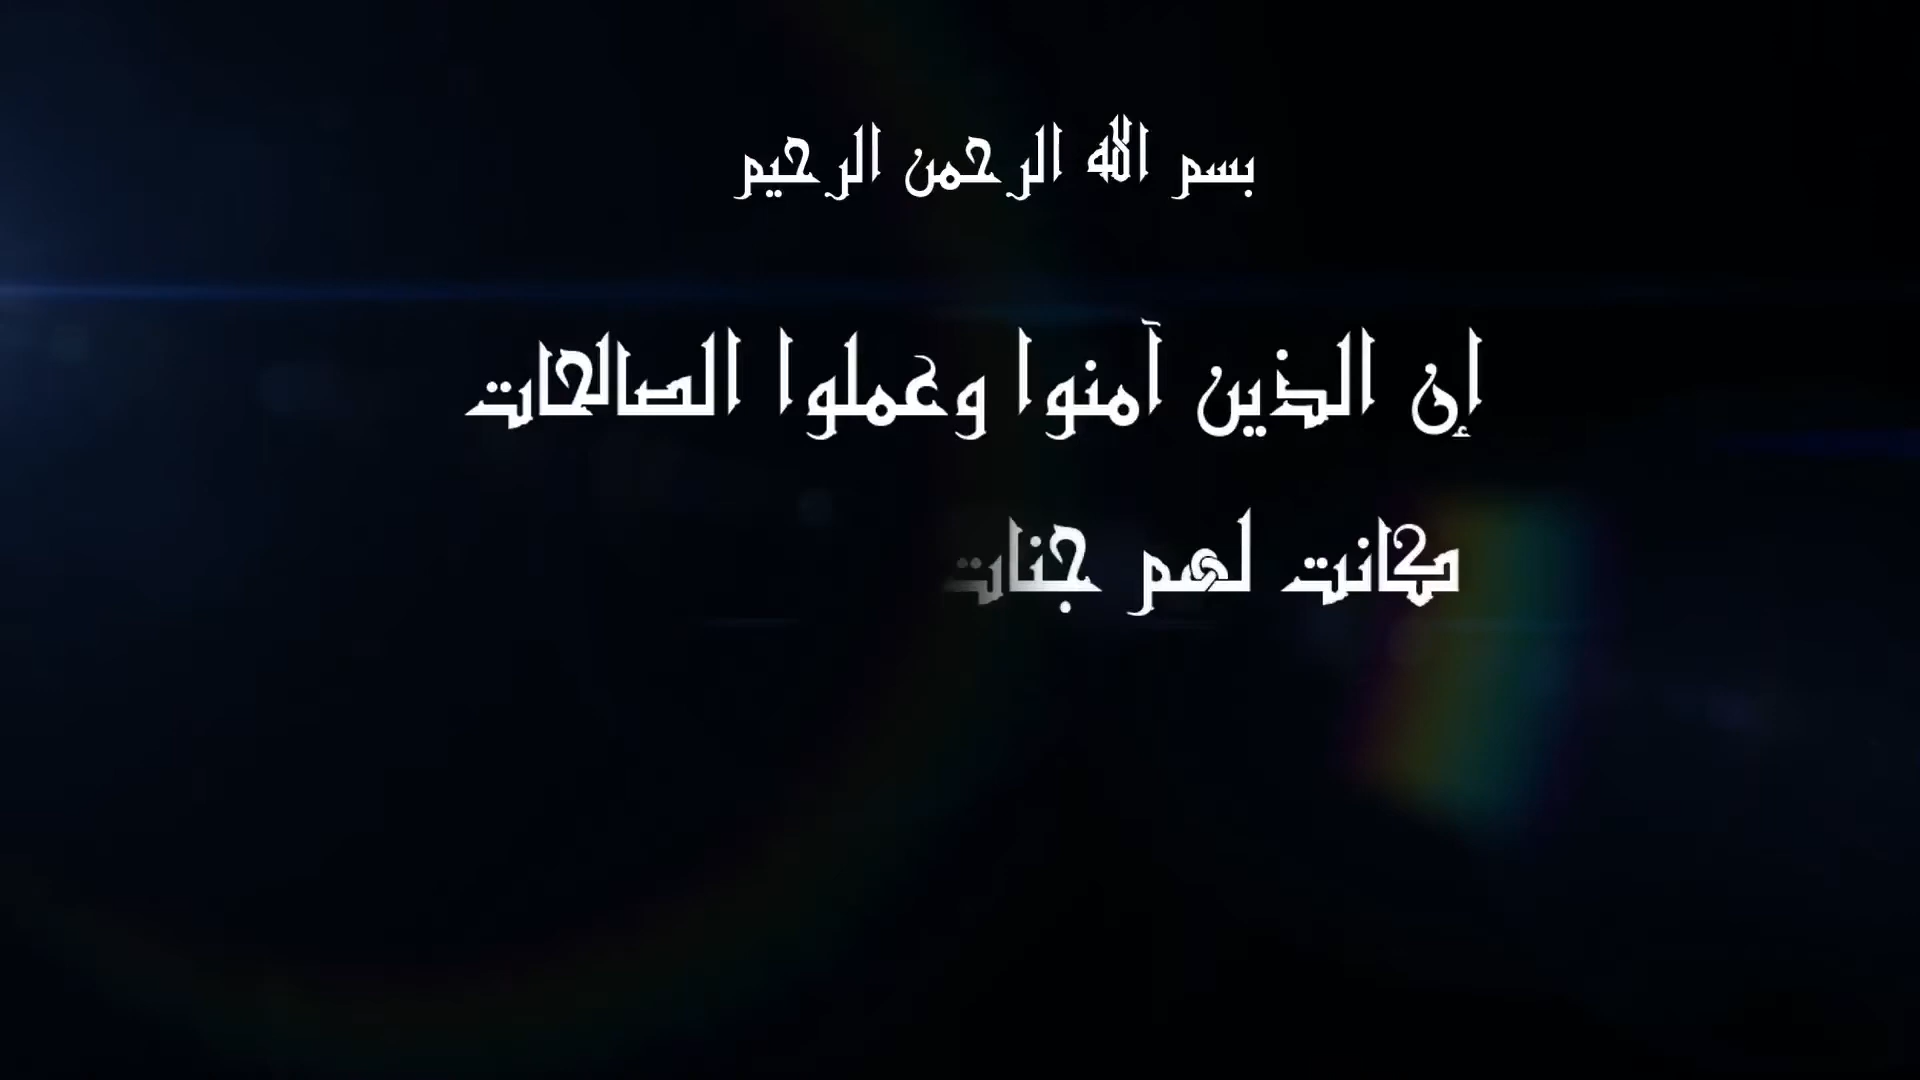 بسم الله الرحمن الرحيم
إن الذين آمنوا وعملوا الصالحات
كانت لهم جنات